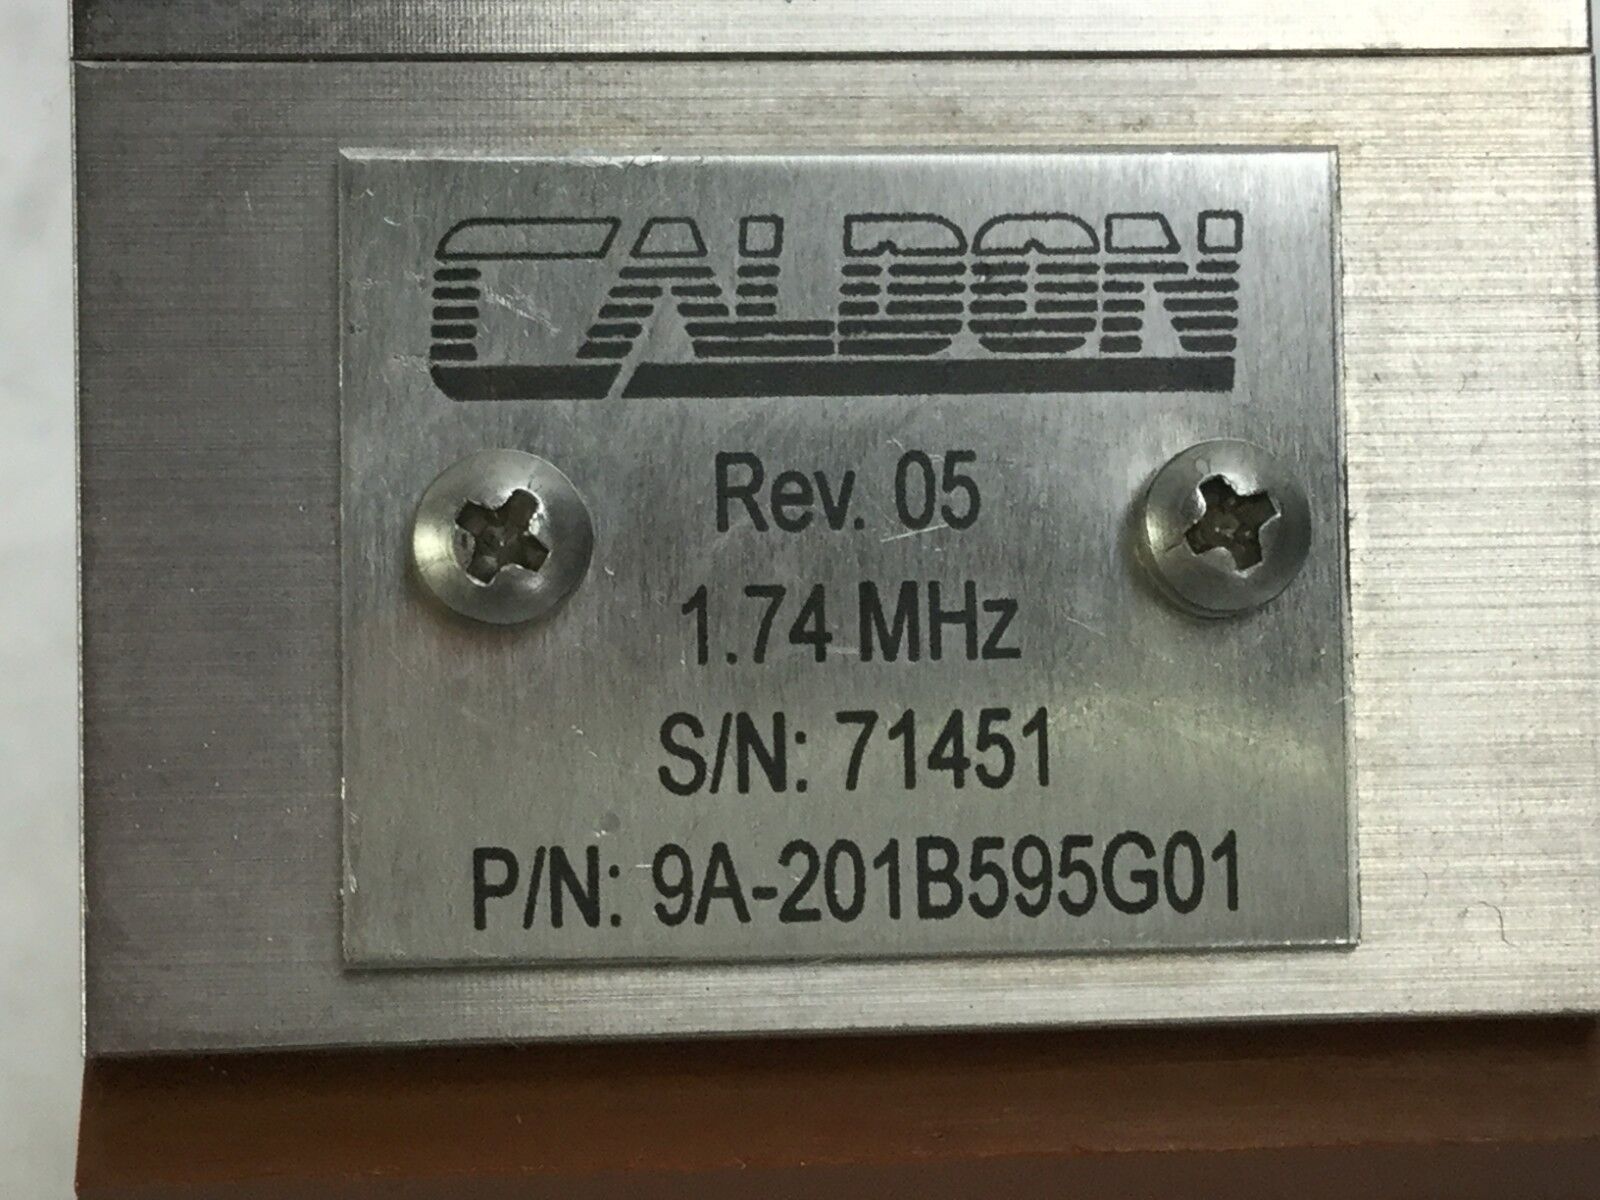 CALDON
Rev. 05
1.74 MHz
S/N: 71451
P/N: 9A-201B595G01